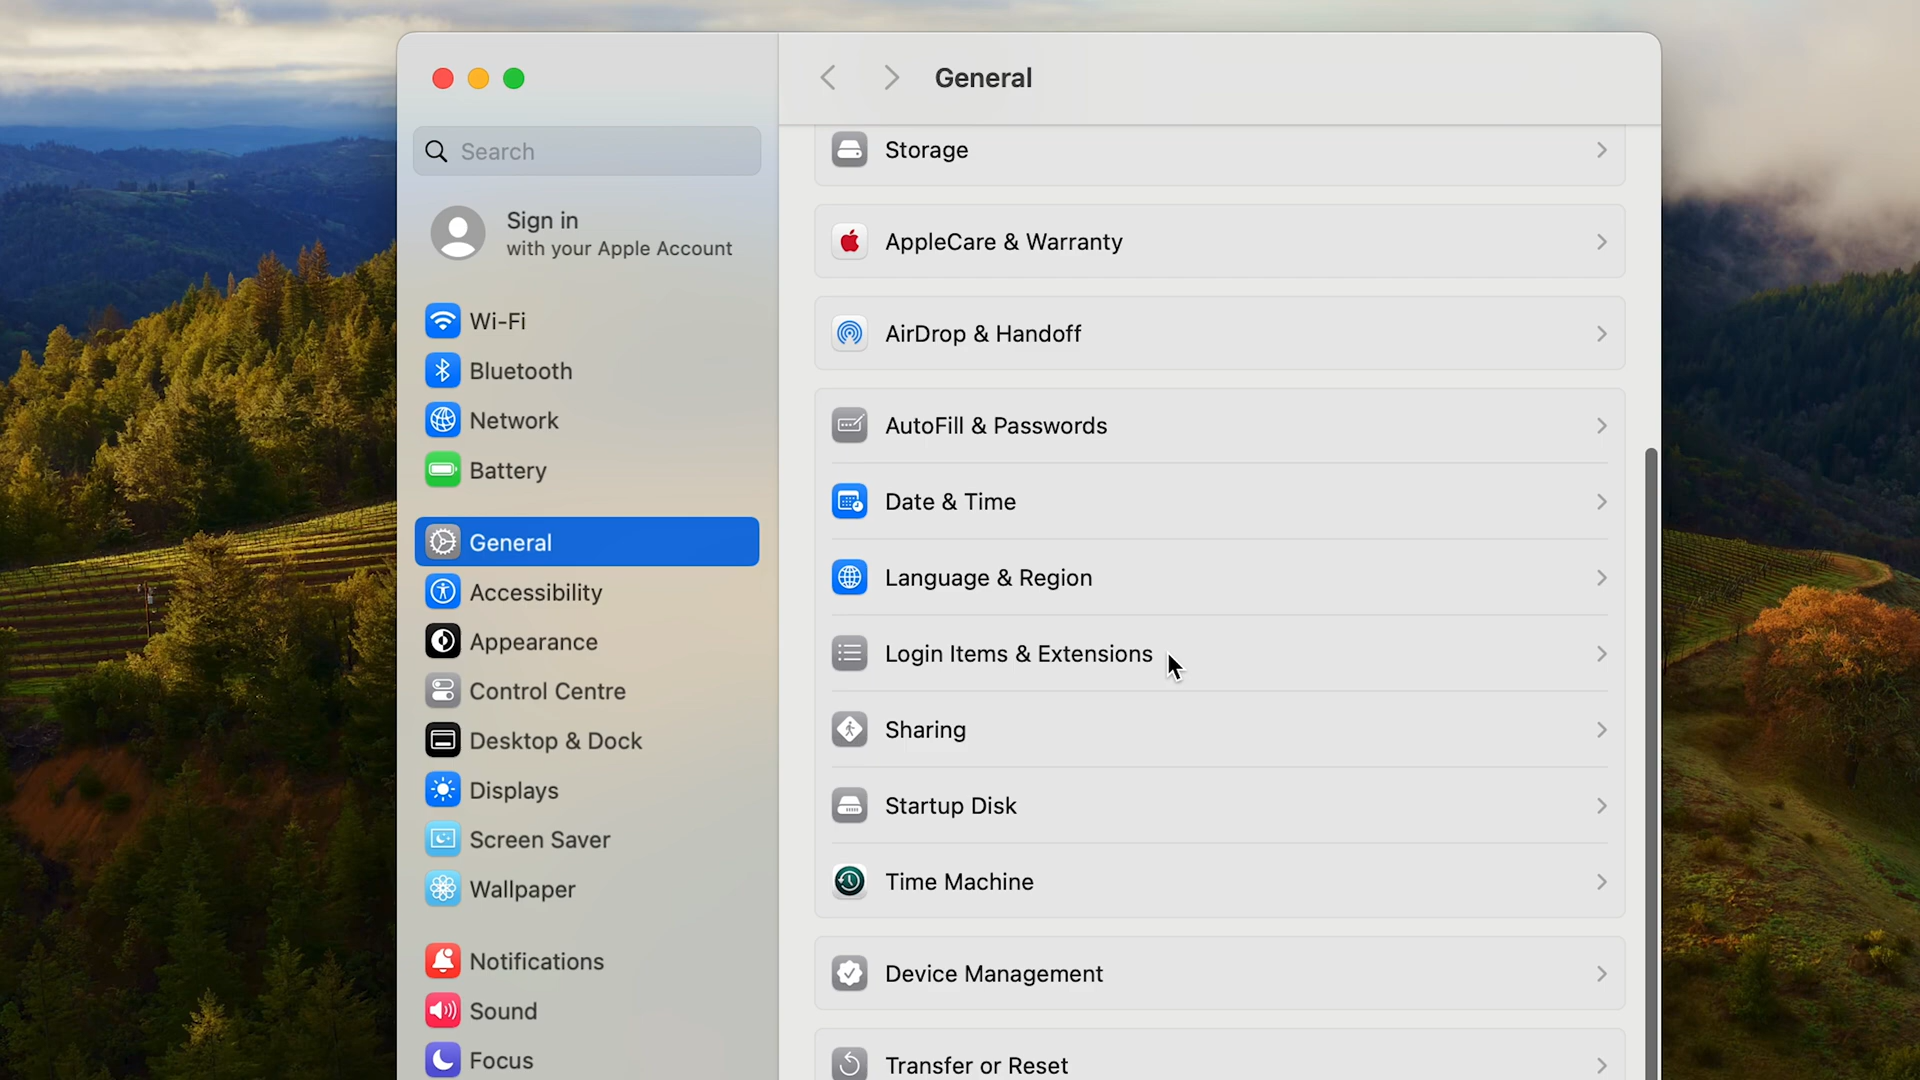 General
Search
Sign in
with your Apple Account
Wi-Fi
Bluetooth
Network
Battery
General
Accessibility
Appearance
Control Centre
Desktop & Dock
Displays
Screen Saver
Wallpaper
Notifications
Sound
Focus
Storage
AppleCare & Warranty
AirDrop & Handoff
AutoFill & Passwords
Date & Time
Language & Region
Login Items & Extensions
Sharing
Startup Disk
Time Machine
Device Management
Transfer or Reset